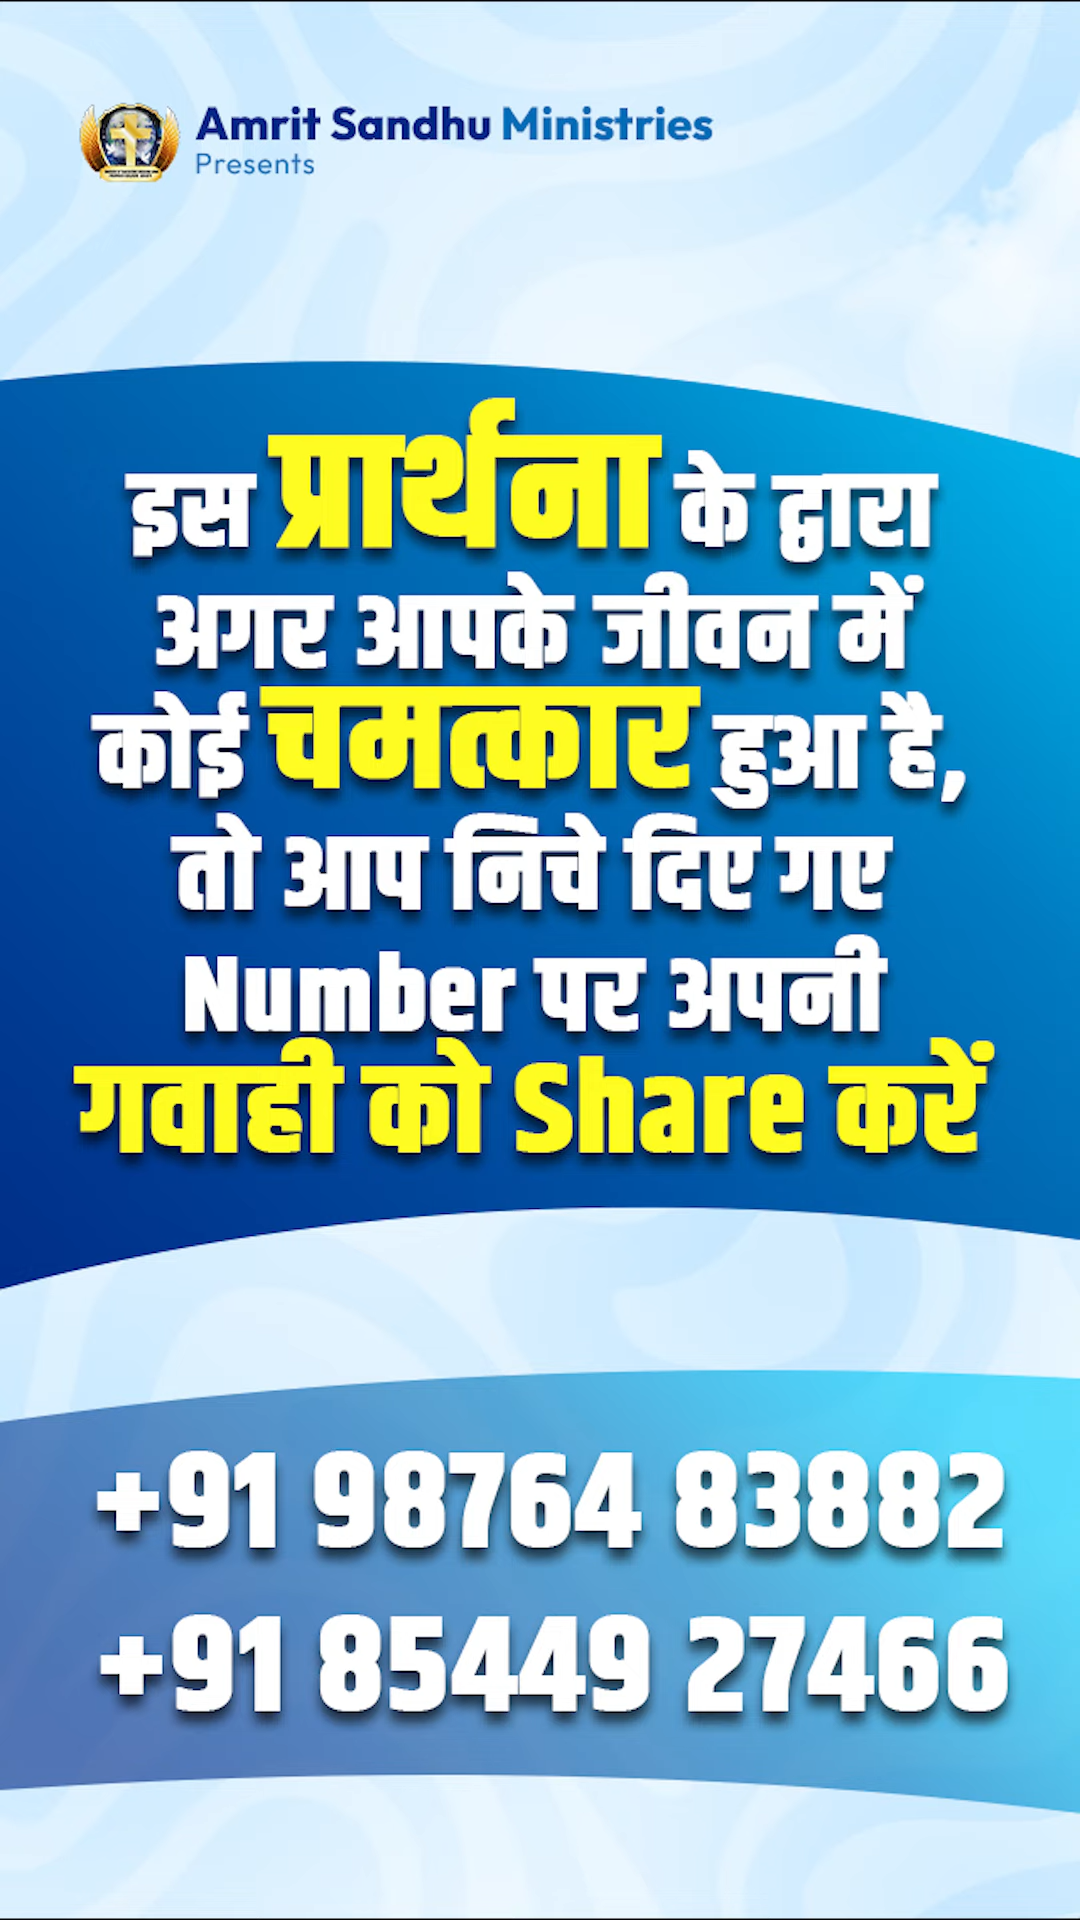 Amrit Sandhu Ministries
Presents
इस प्रार्थना के द्वारा
अगर आपके जीवन में
कोई चमत्कार हुआ है,
तो आप निचे दिए गए
Number पर अपनी
गवाही को Share करें
+91 98764 83882
+91 85449 27466